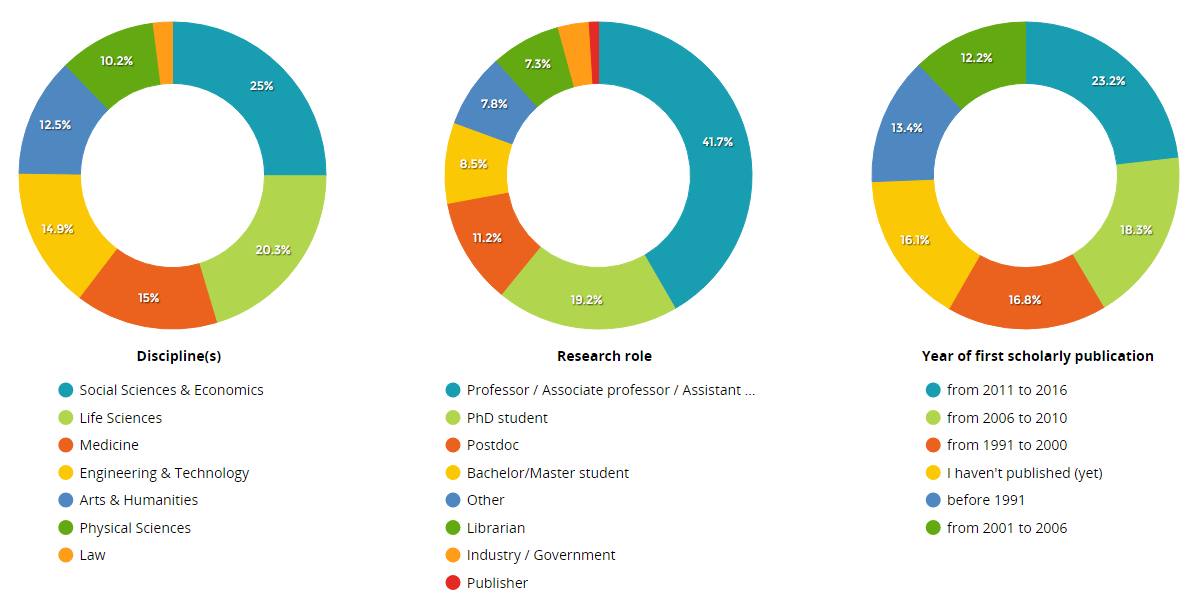 25%
20.3%
15%
14.9%
12.5%
10.2%
Discipline(s)
Social Sciences & Economics
Life Sciences
Medicine
Engineering & Technology
Arts & Humanities
Physical Sciences
Law
41.7%
19.2%
11.2%
8.5%
7.8%
7.3%
Research role
Professor / Associate professor / Assistant ...
PhD student
Postdoc
Bachelor/Master student
Other
Librarian
Industry / Government
Publisher
23.2%
18.3%
16.8%
16.1%
13.4%
12.2%
Year of first scholarly publication
from 2011 to 2016
from 2006 to 2010
from 1991 to 2000
I haven't published (yet)
before 1991
from 2001 to 2006